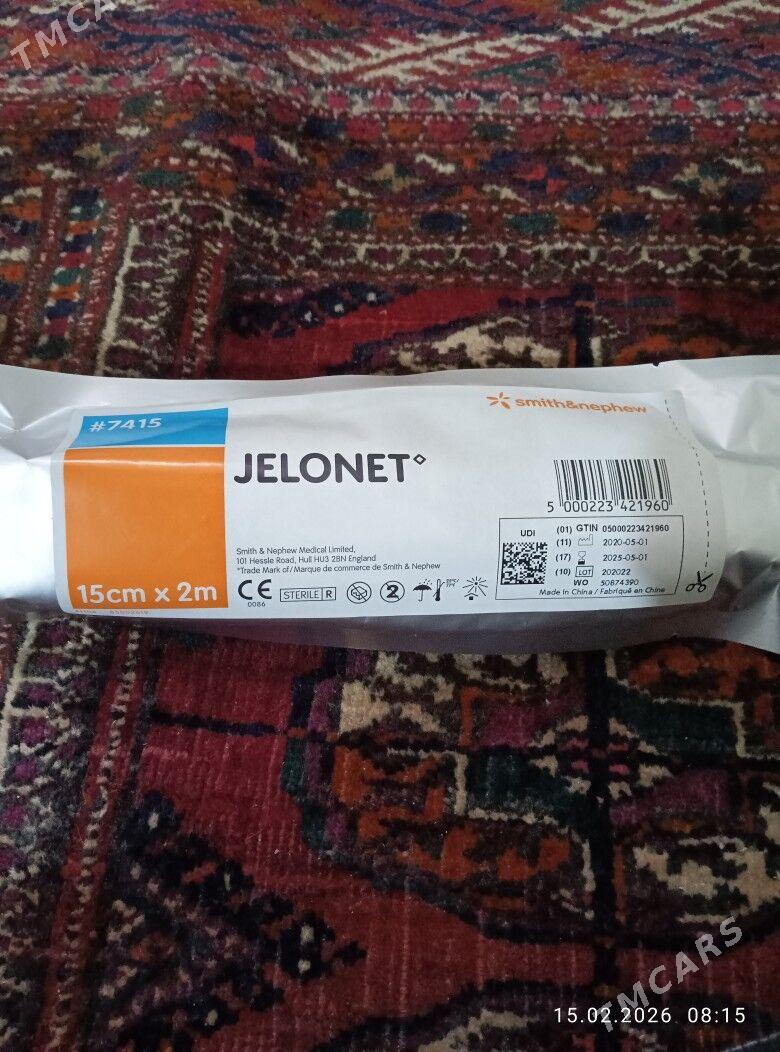 TMCARS
#7415
smith&nephew
JELONET
5 000223 421960
UDI
(01) GTIN 05000223421960
(11) 2020-05-01
(17) 2025-05-01
(10) LOT 202022
WO 50874390
Made in China / Fabriqué en Chine
Smith & Nephew Medical Limited,
101 Hessle Road, Hull HU3 2BN England
*Trade Mark of/Marque de commerce de Smith & Nephew
15cm x 2m
CE
0086
STERILE R
2
TMCARS
15.02.2026 08:15